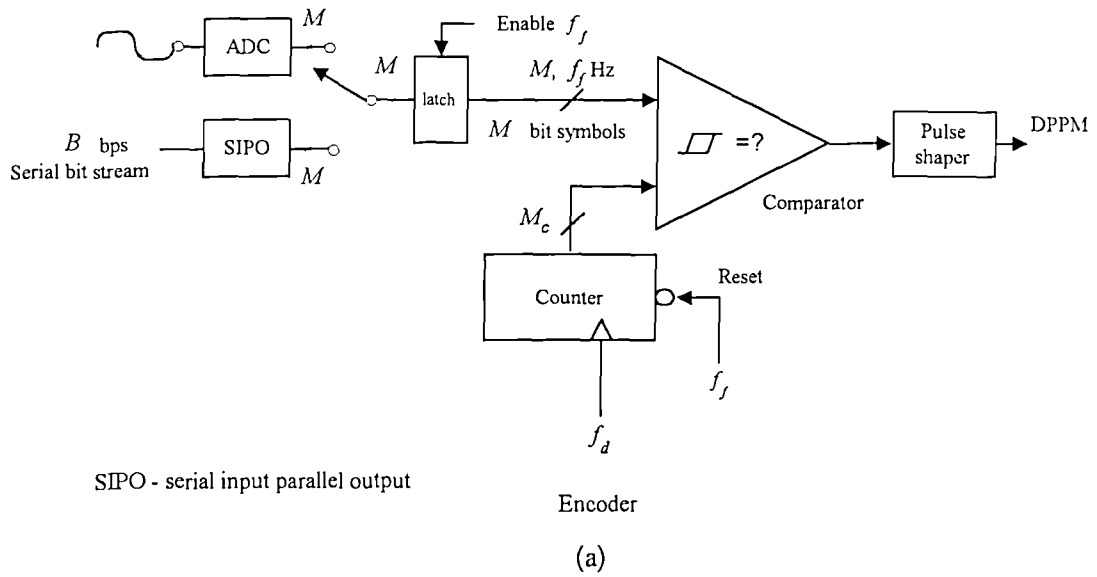 M
ADC
Enable f_f
M
M, f_f Hz
latch
M bit symbols
=?
Pulse
shaper
DPPM
B bps
Serial bit stream
SIPO
M
Comparator
M_c
Reset
Counter
f_f
f_d
SIPO - serial input parallel output
Encoder
(a)